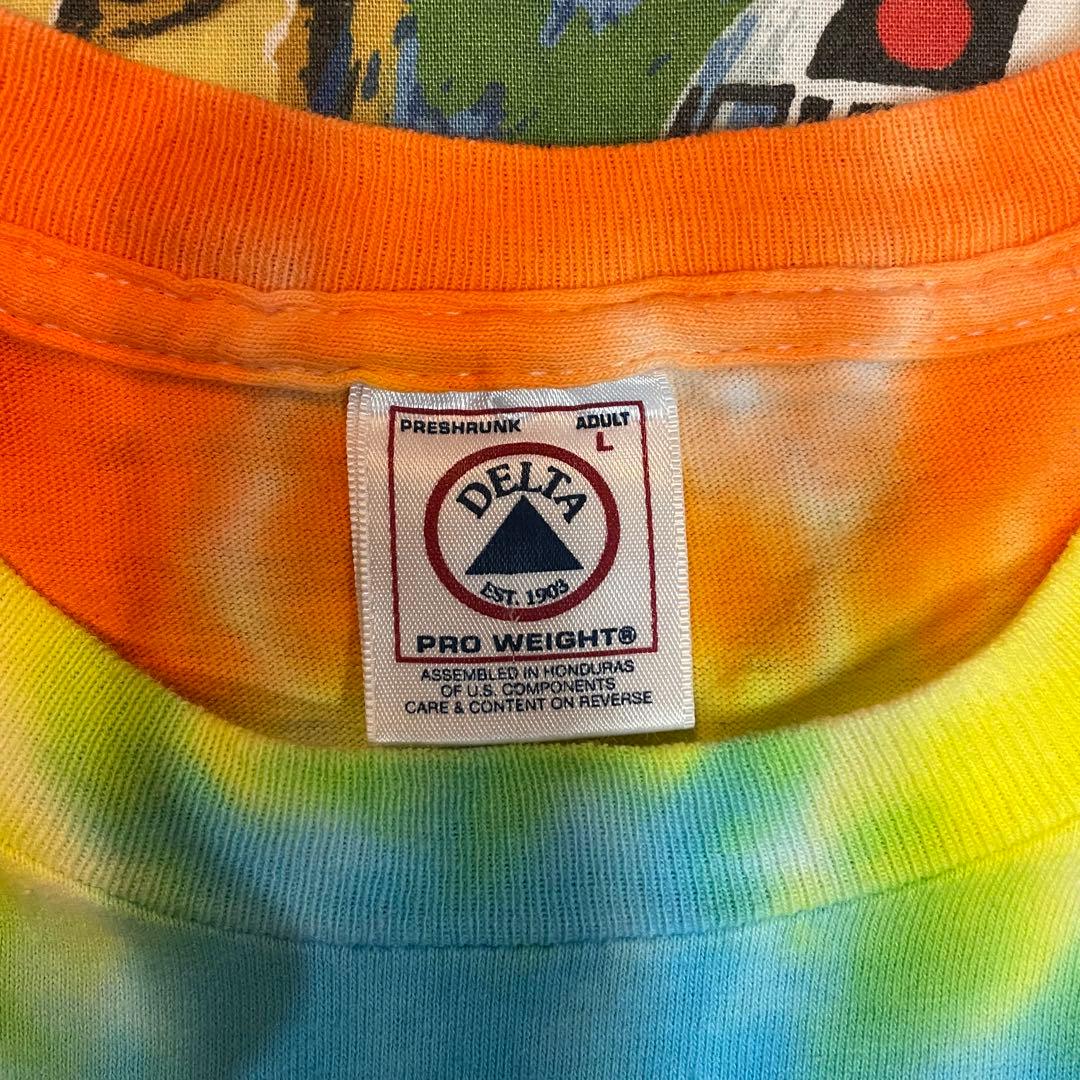 PRESHRUNK ADULT
L
DELTA
EST. 1903
PRO WEIGHT®
ASSEMBLED IN HONDURAS
OF U.S. COMPONENTS
CARE & CONTENT ON REVERSE